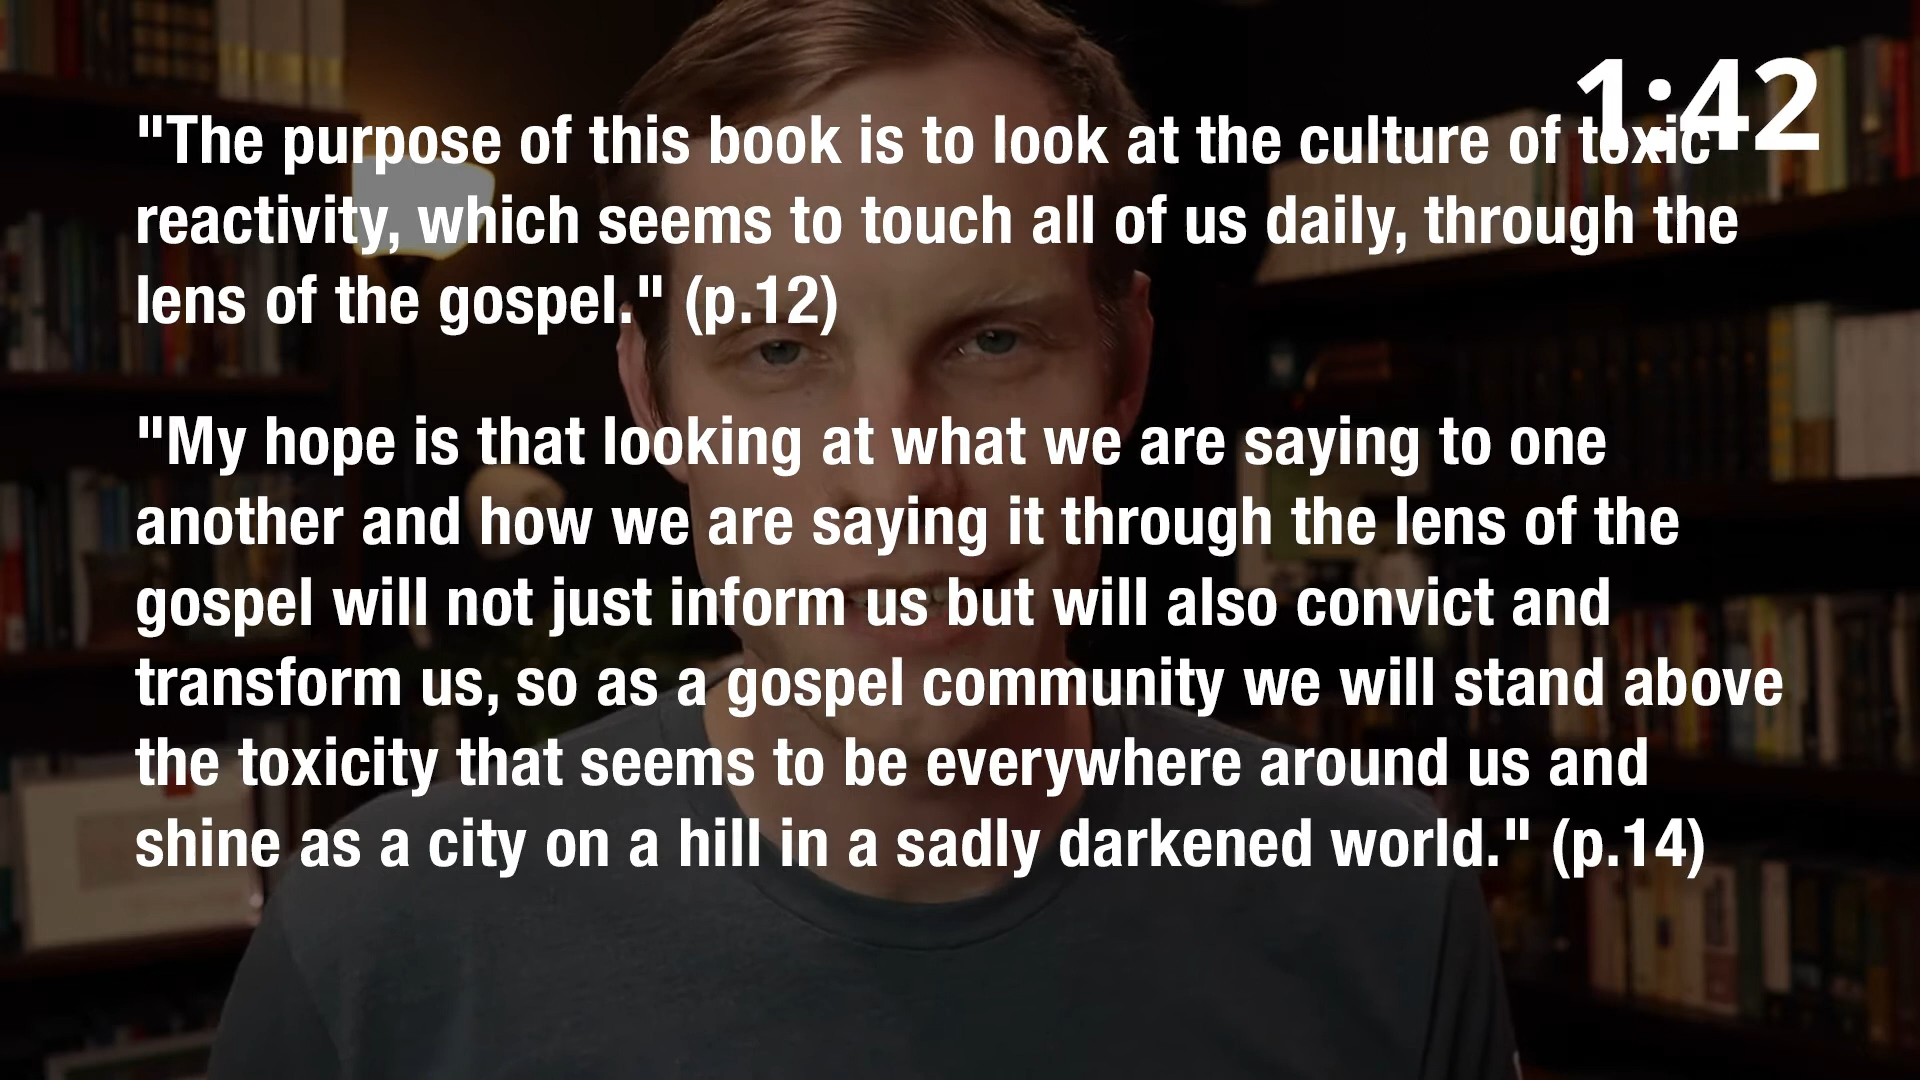 1:42
"The purpose of this book is to look at the culture of toxic
reactivity, which seems to touch all of us daily, through the
lens of the gospel." (p.12)
"My hope is that looking at what we are saying to one
another and how we are saying it through the lens of the
gospel will not just inform us but will also convict and
transform us, so as a gospel community we will stand above
the toxicity that seems to be everywhere around us and
shine as a city on a hill in a sadly darkened world." (p.14)